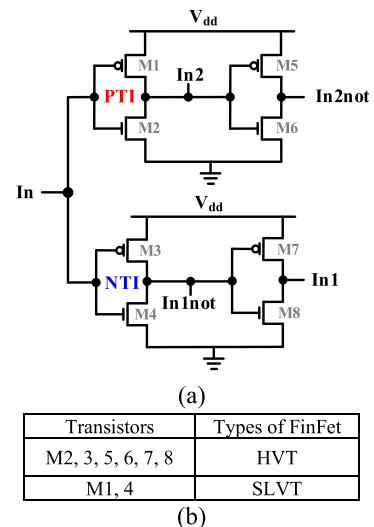 Vdd
M1
In2
M5
PTI
In2not
M2
M6
In
Vdd
M3
M7
NTI
In1
In1not
M4
M8
(a)
Transistors Types of FinFet
M2, 3, 5, 6, 7, 8 HVT
M1, 4 SLVT
(b)